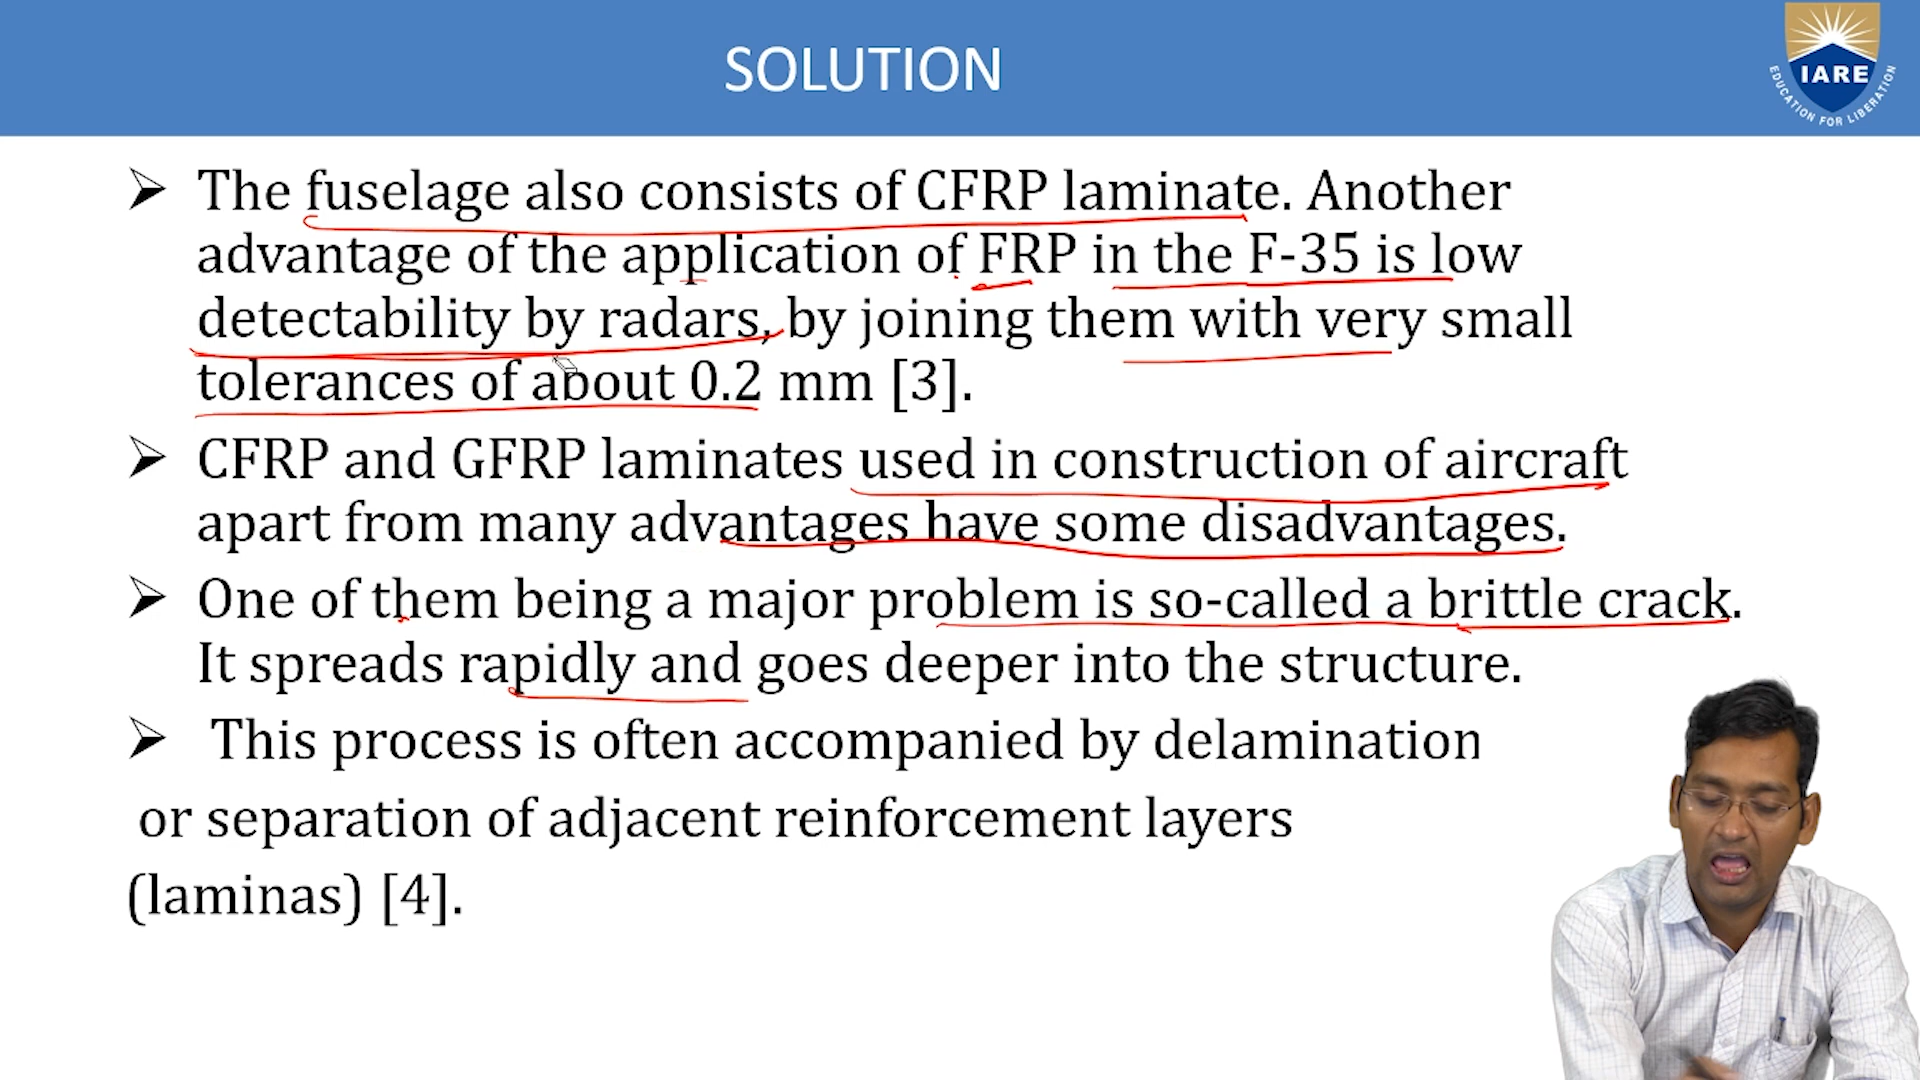 SOLUTION
IARE
EDUCATION FOR LIBERATION
➢ The fuselage also consists of CFRP laminate. Another
advantage of the application of FRP in the F-35 is low
detectability by radars, by joining them with very small
tolerances of about 0.2 mm [3].
➢ CFRP and GFRP laminates used in construction of aircraft
apart from many advantages have some disadvantages.
➢ One of them being a major problem is so-called a brittle crack.
It spreads rapidly and goes deeper into the structure.
➢ This process is often accompanied by delamination
or separation of adjacent reinforcement layers
(laminas) [4].